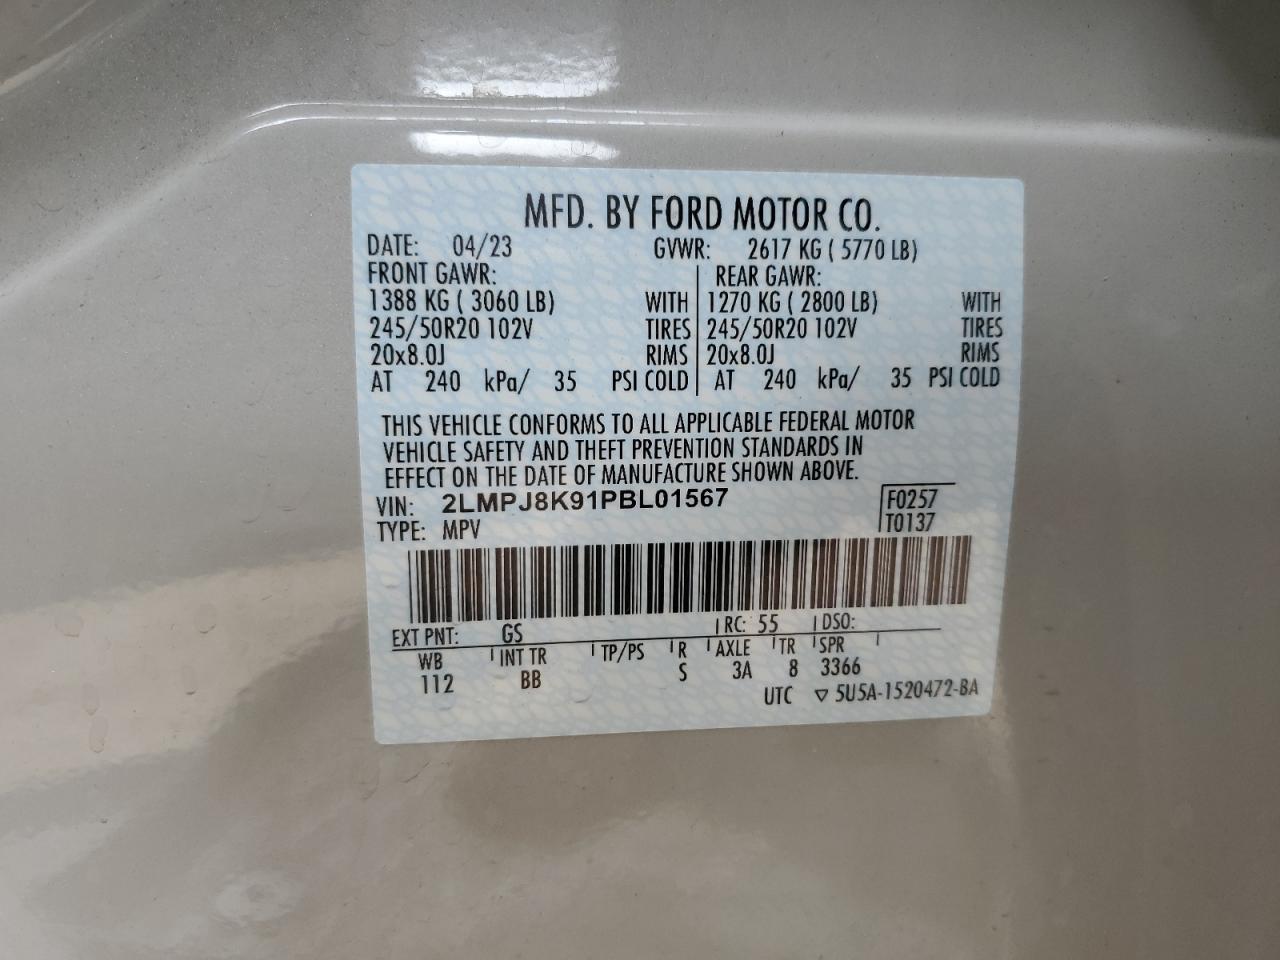 MFD. BY FORD MOTOR CO.
DATE: 04/23 GVWR: 2617 KG ( 5770 LB)
FRONT GAWR: REAR GAWR:
1388 KG ( 3060 LB) WITH 1270 KG ( 2800 LB) WITH
245/50R20 102V TIRES 245/50R20 102V TIRES
20x8.0J RIMS 20x8.0J RIMS
AT 240 kPa/ 35 PSI COLD AT 240 kPa/ 35 PSI COLD
THIS VEHICLE CONFORMS TO ALL APPLICABLE FEDERAL MOTOR
VEHICLE SAFETY AND THEFT PREVENTION STANDARDS IN
EFFECT ON THE DATE OF MANUFACTURE SHOWN ABOVE.
VIN: 2LMPJ8K91PBL01567 F0257
TYPE: MPV T0137
EXT PNT: GS RC: 55 DSO:
WB INT TR TP/PS R AXLE TR SPR
112 BB S 3A 8 3366
UTC ▽ 5U5A-1520472-BA